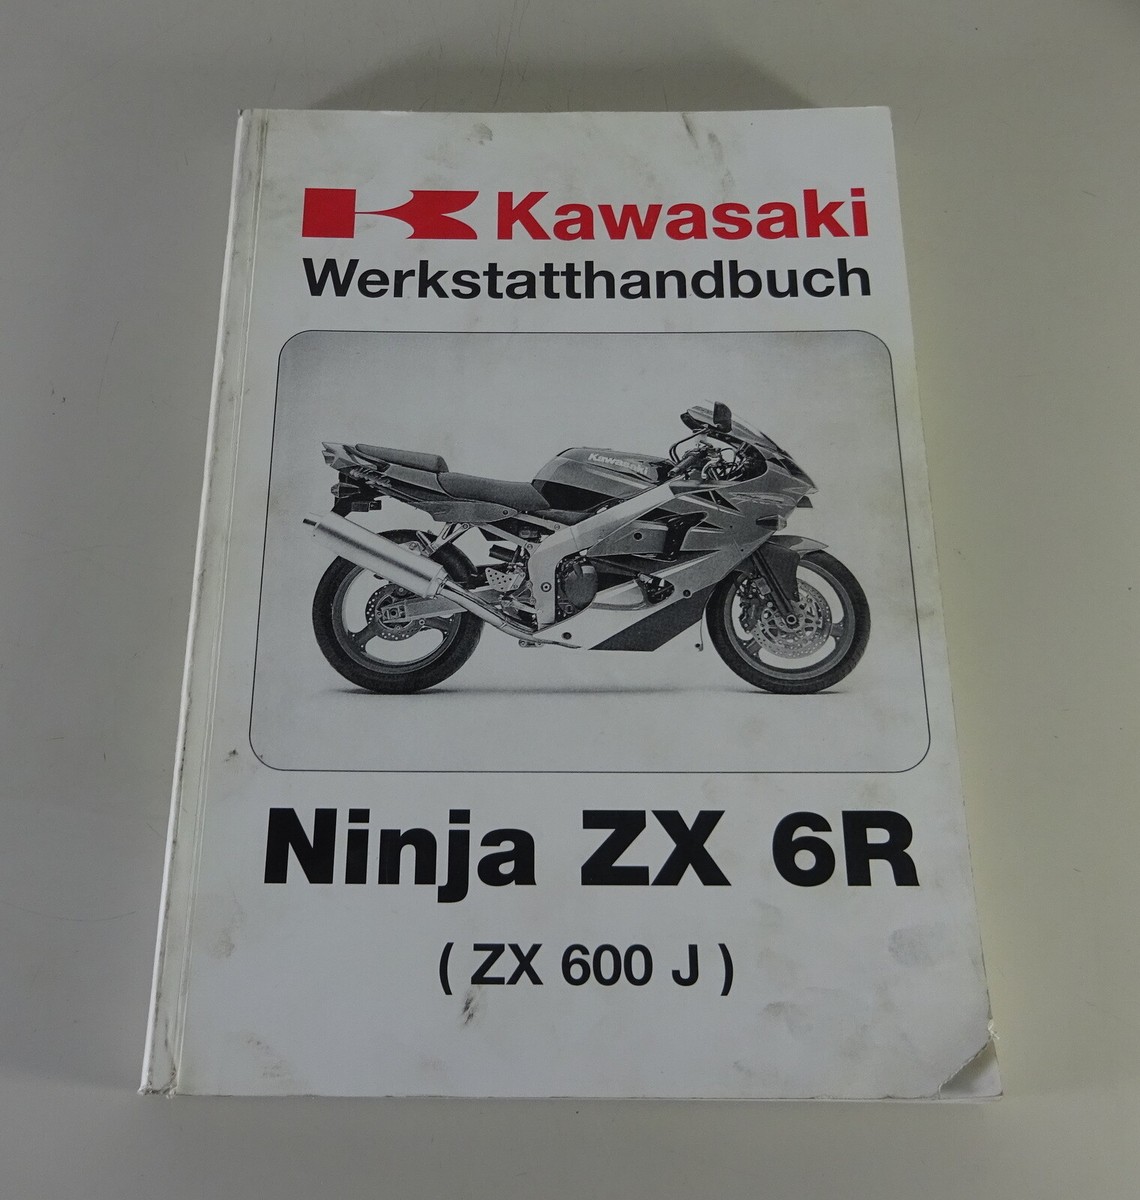 Kawasaki
Werkstatthandbuch
Kawasaki
Ninja ZX 6R
( ZX 600 J )